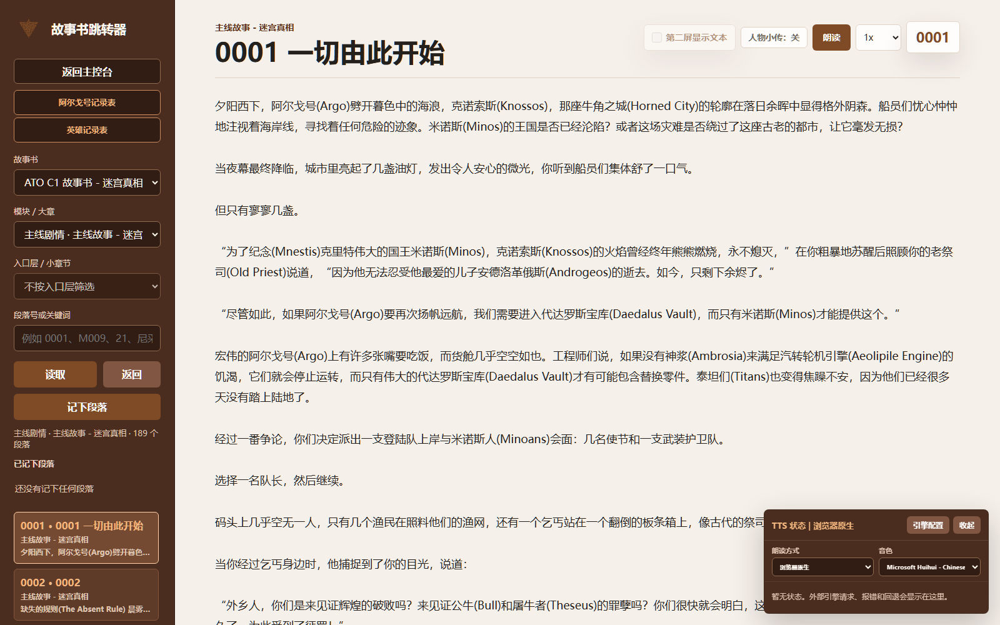 故事书跳转器
返回主控台
阿尔戈号记录表
英雄记录表
故事书
ATO C1 故事书 - 迷宫真相
模块 / 大章
主线剧情 · 主线故事 - 迷宫
入口层 / 小章节
不按入口层筛选
段落号或关键词
例如 0001、M009、21、尼采
读取
返回
记下段落
主线剧情 · 主线故事 - 迷宫真相 · 189 个
段落
已记下段落
还没有记下任何段落
0001 • 0001 一切由此开始
主线故事 - 迷宫真相
夕阳西下，阿尔戈号(Argo)劈开暮色...
0002 • 0002
主线故事 - 迷宫真相
缺失的规则(The Absent Rule) 晨雾...
主线故事 - 迷宫真相
0001 一切由此开始
第二屏显示文本
人物小传：关
朗读
1x
0001
夕阳西下，阿尔戈号(Argo)劈开暮色中的海浪，克诺索斯(Knossos)，那座牛角之城(Horned City)的轮廓在落日余晖中显得格外阴森。船员们忧心忡忡
地注视着海岸线，寻找着任何危险的迹象。米诺斯(Minos)的王国是否已经沦陷？或者这场灾难是否绕过了这座古老的都市，让它毫发无损？
当夜幕最终降临，城市里亮起了几盏油灯，发出令人安心的微光，你听到船员们集体舒了一口气。
但只有寥寥几盏。
“为了纪念(Mnestis)克里特伟大的国王米诺斯(Minos)，克诺索斯(Knossos)的火焰曾经终年熊熊燃烧，永不熄灭，”在你粗暴地苏醒后照顾你的老祭
司(Old Priest)说道，“因为他无法忍受他最爱的儿子安德洛革俄斯(Androgeos)的逝去。如今，只剩下余烬了。”
“尽管如此，如果阿尔戈号(Argo)要再次扬帆远航，我们需要进入代达罗斯宝库(Daedalus Vault)，而只有米诺斯(Minos)才能提供这个。”
宏伟的阿尔戈号(Argo)上有许多张嘴要吃饭，而货舱几乎空空如也。工程师们说，如果没有神浆(Ambrosia)来满足汽转轮机引擎(Aeolipile Engine)的
饥渴，它们就会停止运转，而只有伟大的代达罗斯宝库(Daedalus Vault)才有可能包含替换零件。泰坦们(Titans)也变得焦躁不安，因为他们已经很多
天没有踏上陆地了。
经过一番争论，你们决定派出一支登陆队上岸与米诺斯人(Minoans)会面：几名使节和一支武装护卫队。
选择一名队长，然后继续。
码头上几乎空无一人，只有几个渔民在照料他们的渔网，还有一个乞丐站在一个翻倒的板条箱上，像古代的祭司
当你经过乞丐身边时，他捕捉到了你的目光，说道：
“外乡人，你们是来见证辉煌的破败吗？来见证公牛(Bull)和屠牛者(Theseus)的罪孽吗？你们很快就会明白，这
久了，为此受到了惩罚！”
TTS 状态 | 浏览器原生
引擎配置
收起
朗读方式
音色
浏览器原生
Microsoft Huihui - Chinese
暂无状态。外部引擎请求、报错和回退会显示在这里。